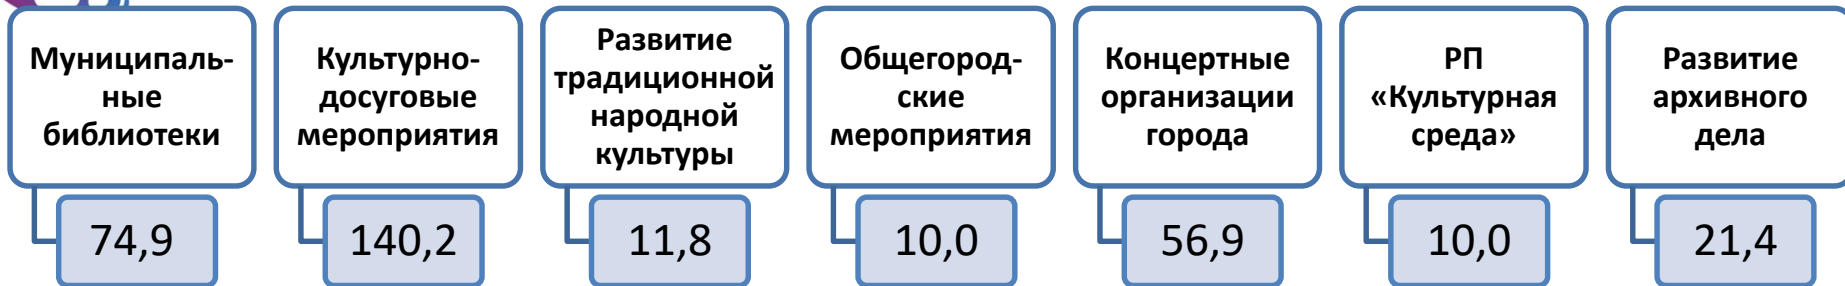 Муниципаль-
ные
библиотеки
74,9
Культурно-
досуговые
мероприятия
140,2
Развитие
традиционной
народной
культуры
11,8
Общегород-
ские
мероприятия
10,0
Концертные
организации
города
56,9
РП
«Культурная
среда»
10,0
Развитие
архивного
дела
21,4